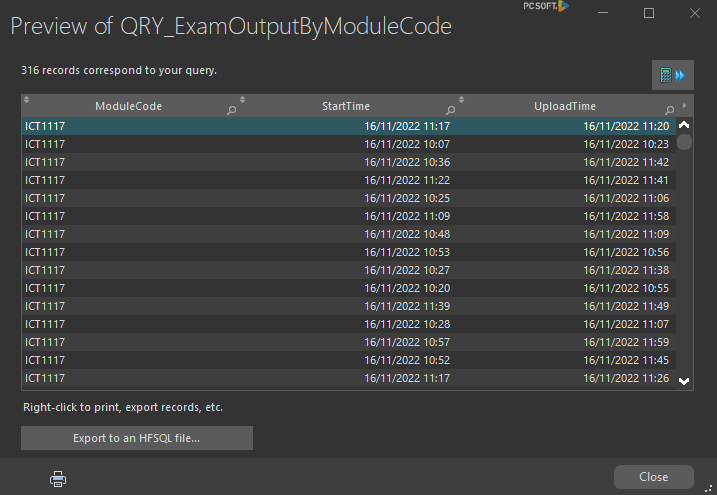 PC SOFT
Preview of QRY_ExamOutputByModuleCode
316 records correspond to your query.
ModuleCode StartTime UploadTime
ICT1117 16/11/2022 11:17 16/11/2022 11:20
ICT1117 16/11/2022 10:07 16/11/2022 10:23
ICT1117 16/11/2022 10:36 16/11/2022 11:42
ICT1117 16/11/2022 11:22 16/11/2022 11:41
ICT1117 16/11/2022 10:25 16/11/2022 11:06
ICT1117 16/11/2022 11:09 16/11/2022 11:58
ICT1117 16/11/2022 10:48 16/11/2022 11:09
ICT1117 16/11/2022 10:53 16/11/2022 10:56
ICT1117 16/11/2022 10:27 16/11/2022 11:38
ICT1117 16/11/2022 10:20 16/11/2022 10:55
ICT1117 16/11/2022 11:39 16/11/2022 11:49
ICT1117 16/11/2022 10:28 16/11/2022 11:07
ICT1117 16/11/2022 10:57 16/11/2022 11:59
ICT1117 16/11/2022 10:52 16/11/2022 11:45
ICT1117 16/11/2022 11:17 16/11/2022 11:26
Right-click to print, export records, etc.
Export to an HFSQL file...
Close